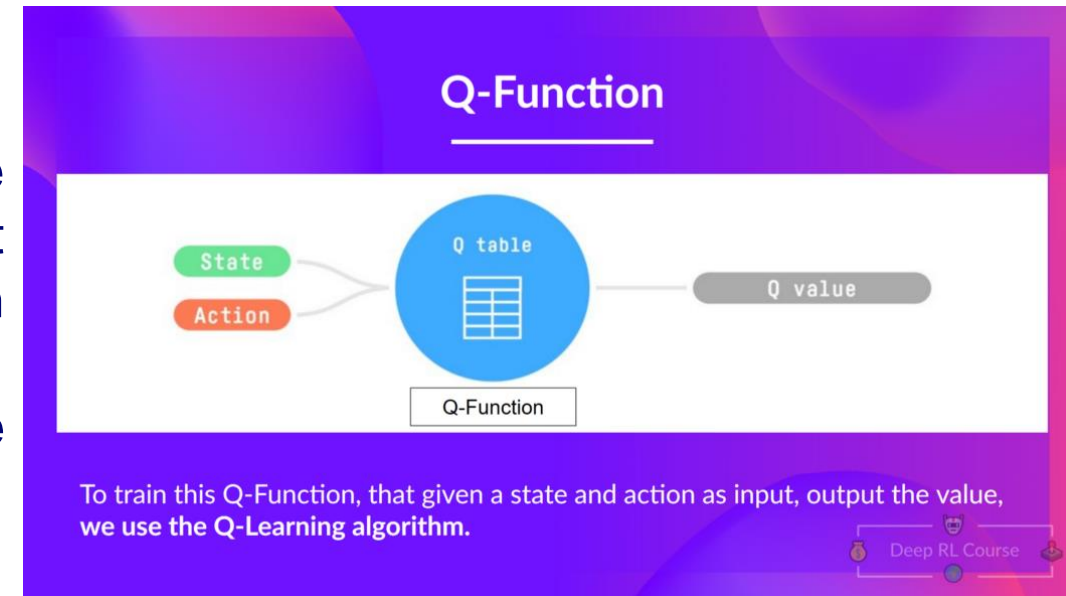 Q-Function
State
Action
Q table
Q value
Q-Function
To train this Q-Function, that given a state and action as input, output the value,
we use the Q-Learning algorithm.
Deep RL Course